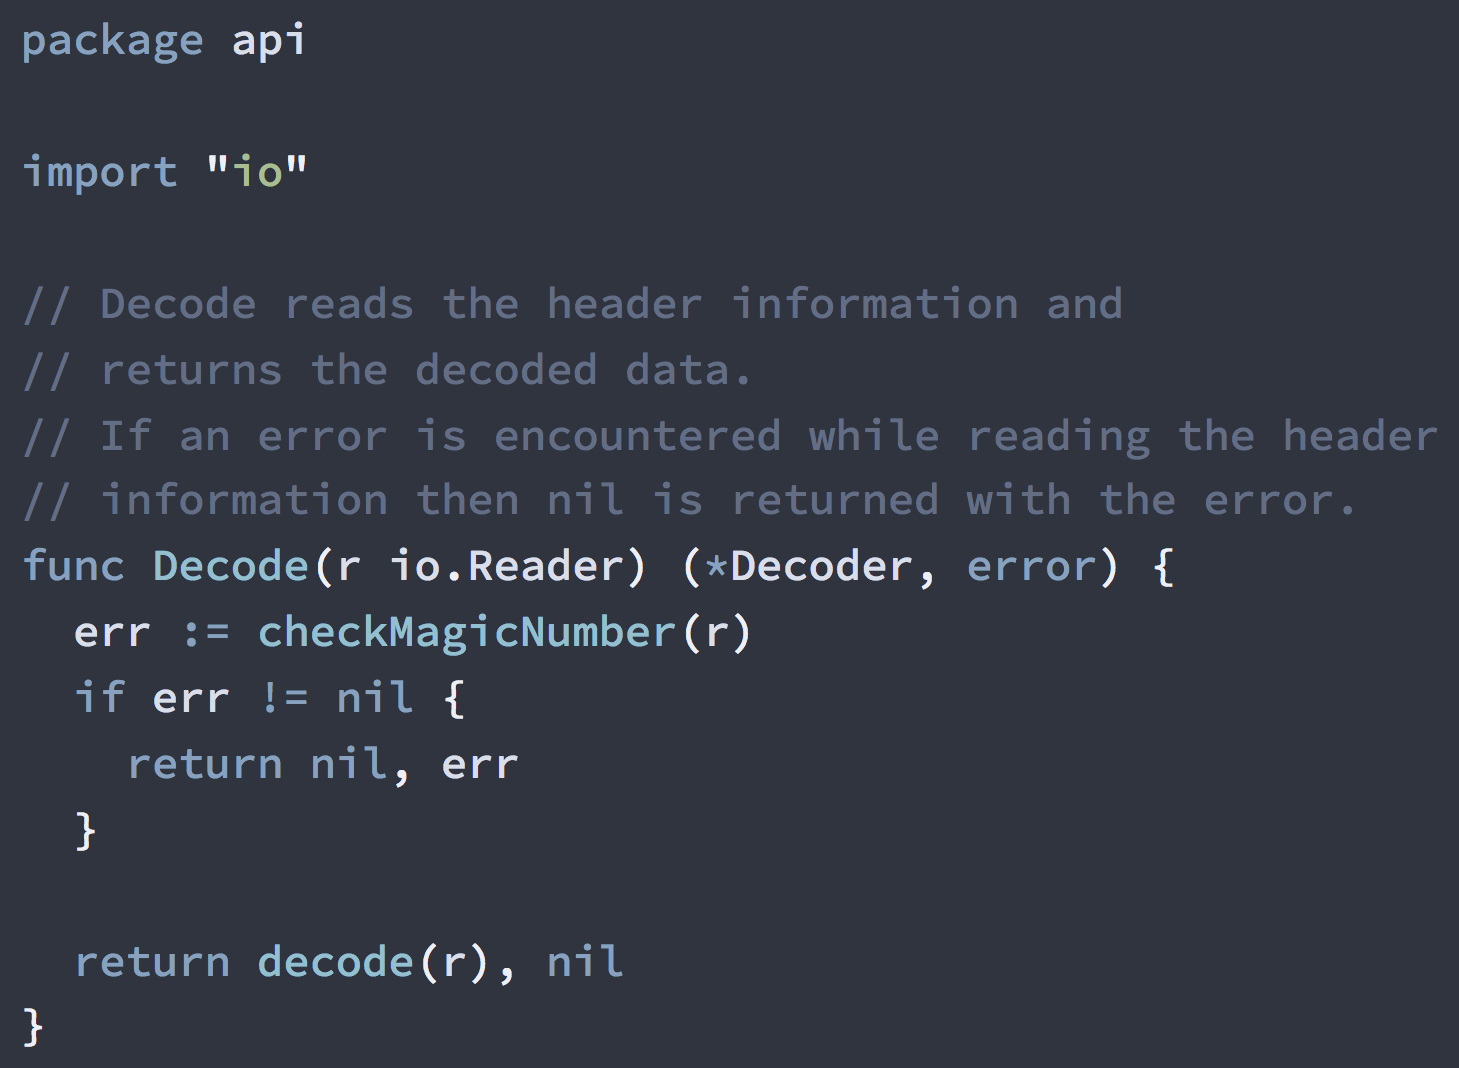 package api
import "io"
// Decode reads the header information and
// returns the decoded data.
// If an error is encountered while reading the header
// information then nil is returned with the error.
func Decode(r io.Reader) (*Decoder, error) {
  err := checkMagicNumber(r)
  if err != nil {
    return nil, err
  }
  return decode(r), nil
}